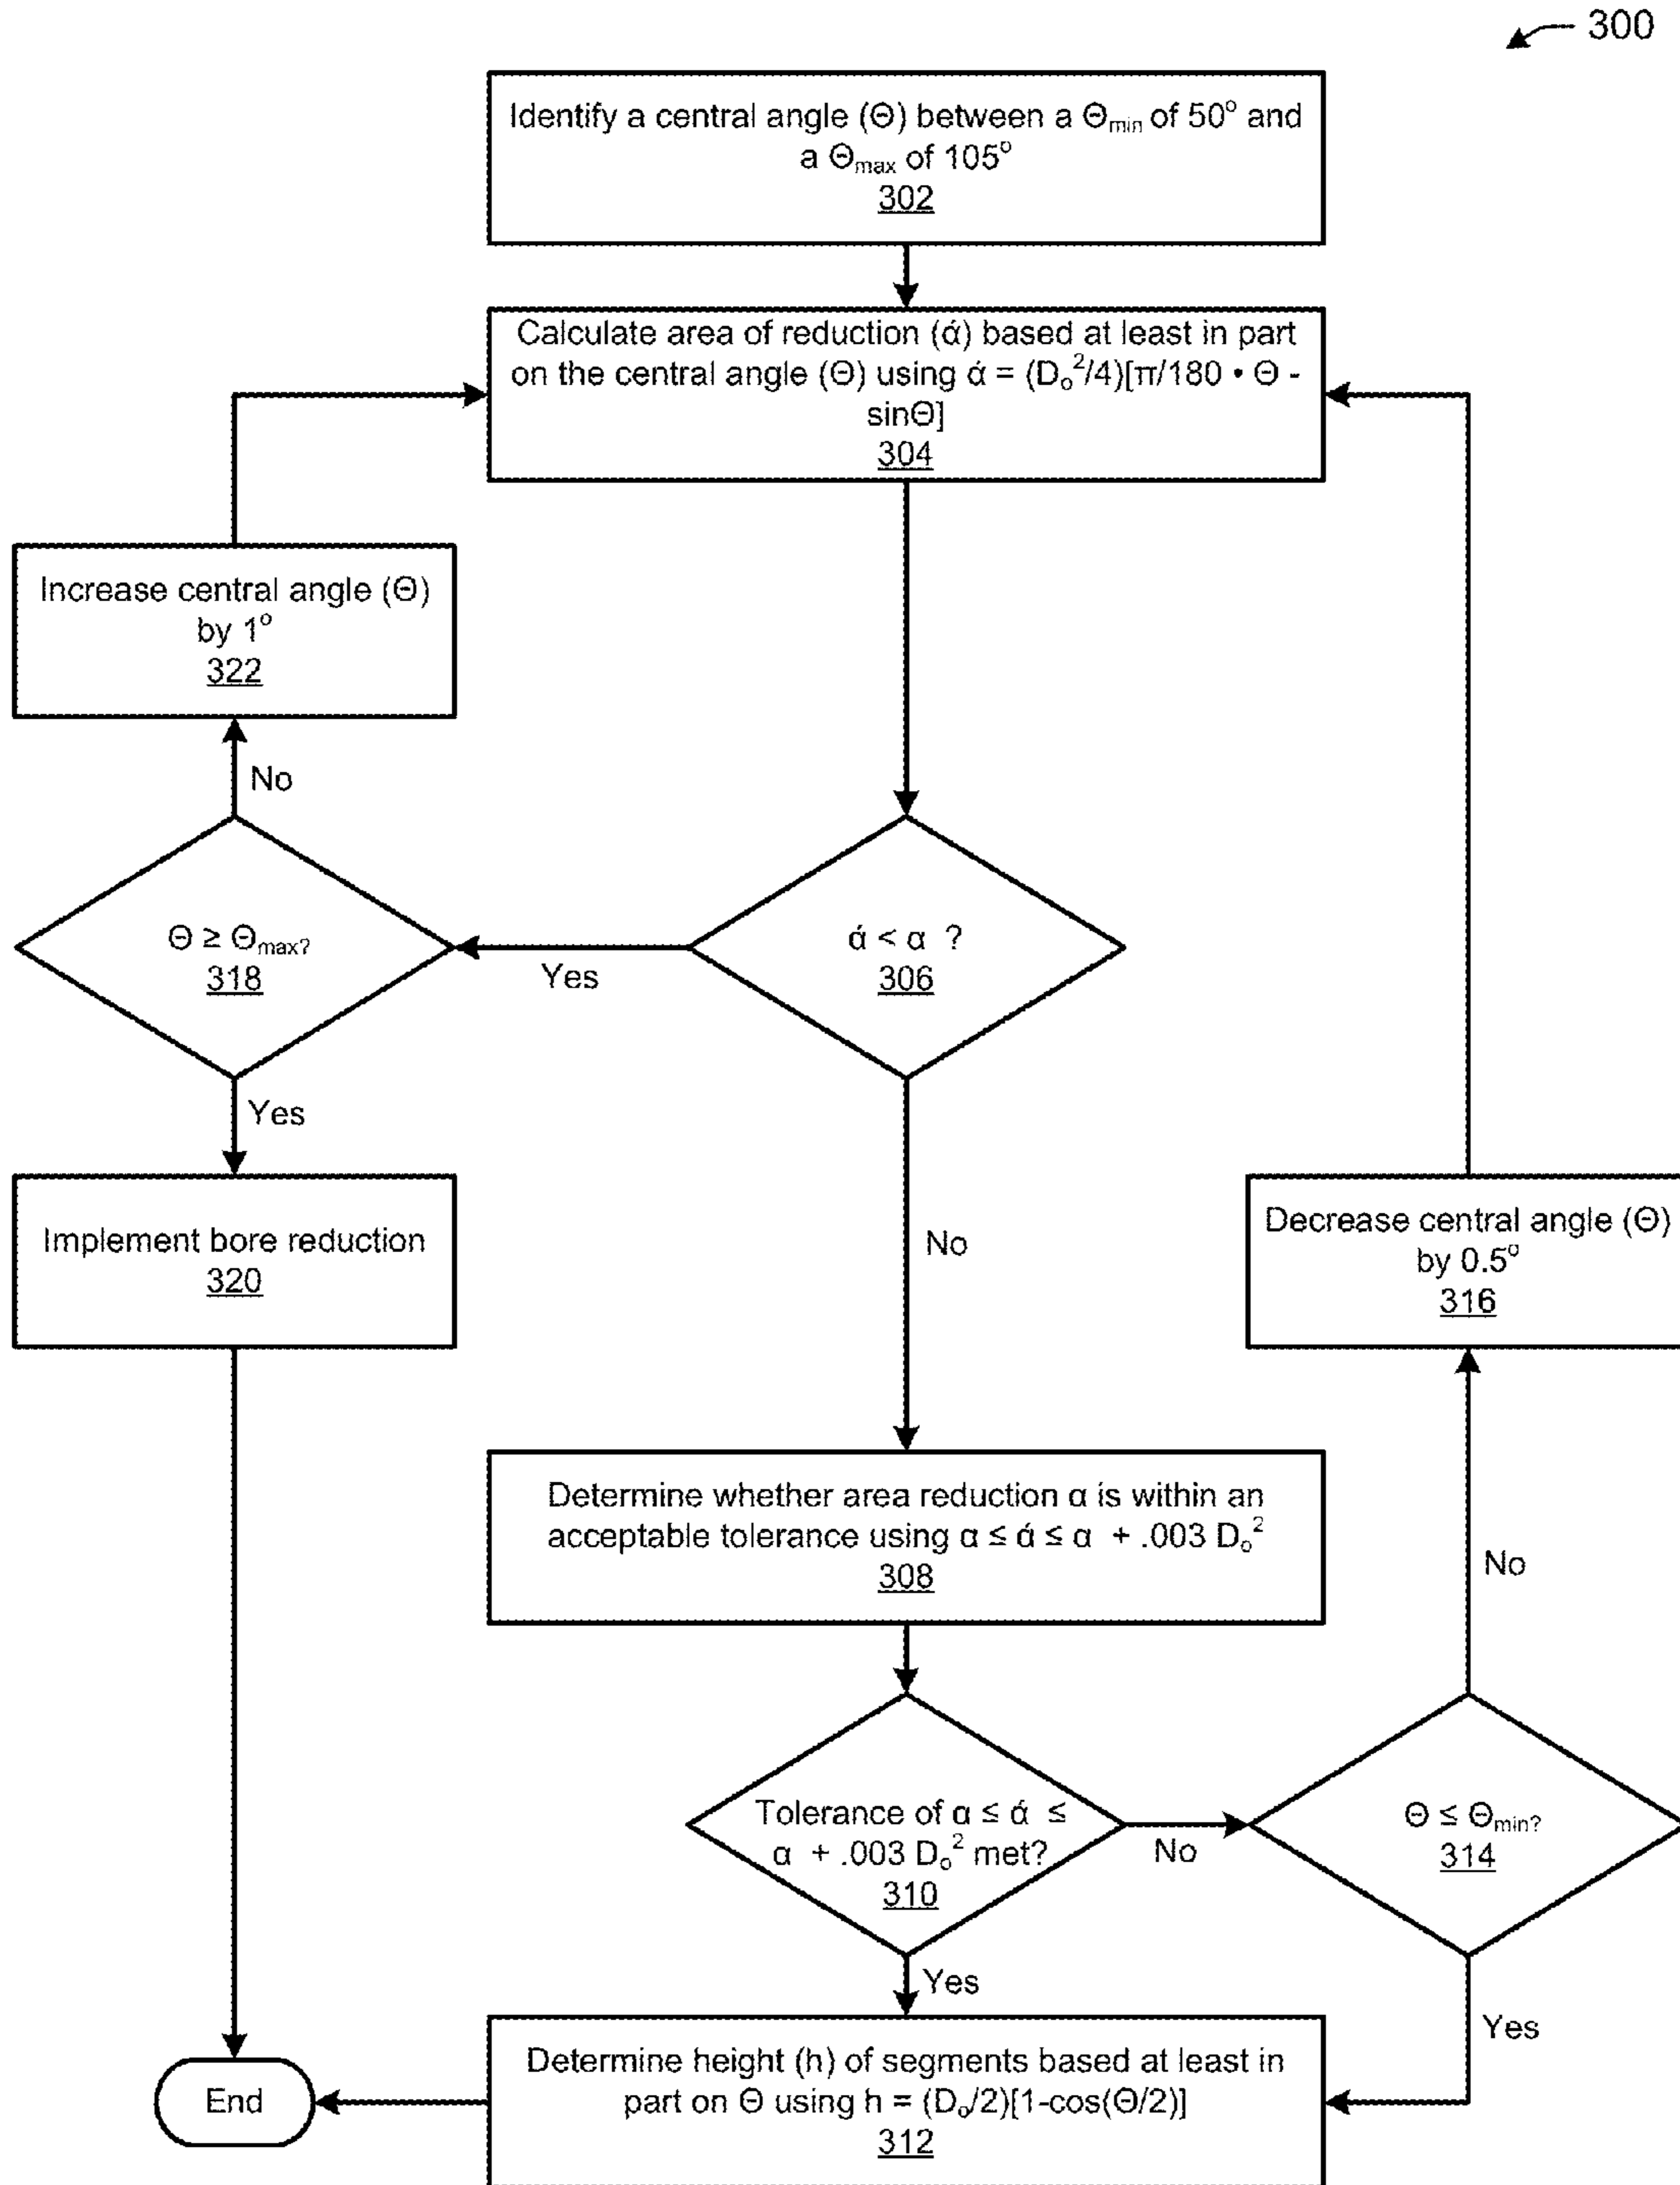 300
Identify a central angle (Θ) between a Θmin of 50° and
a Θmax of 105°
302
Calculate area of reduction (ά) based at least in part
on the central angle (Θ) using ά = (Do²/4)[π/180 • Θ -
sinΘ]
304
Increase central angle (Θ)
by 1°
322
No
Θ ≥ Θmax?
318
Yes
ά < α ?
306
Yes
No
Implement bore reduction
320
Decrease central angle (Θ)
by 0.5°
316
Determine whether area reduction α is within an
acceptable tolerance using α ≤ ά ≤ α + .003 Do²
308
No
Tolerance of α ≤ ά ≤
α + .003 Do² met?
310
No
Θ ≤ Θmin?
314
Yes
Yes
Determine height (h) of segments based at least in
part on Θ using h = (Do/2)[1-cos(Θ/2)]
312
End